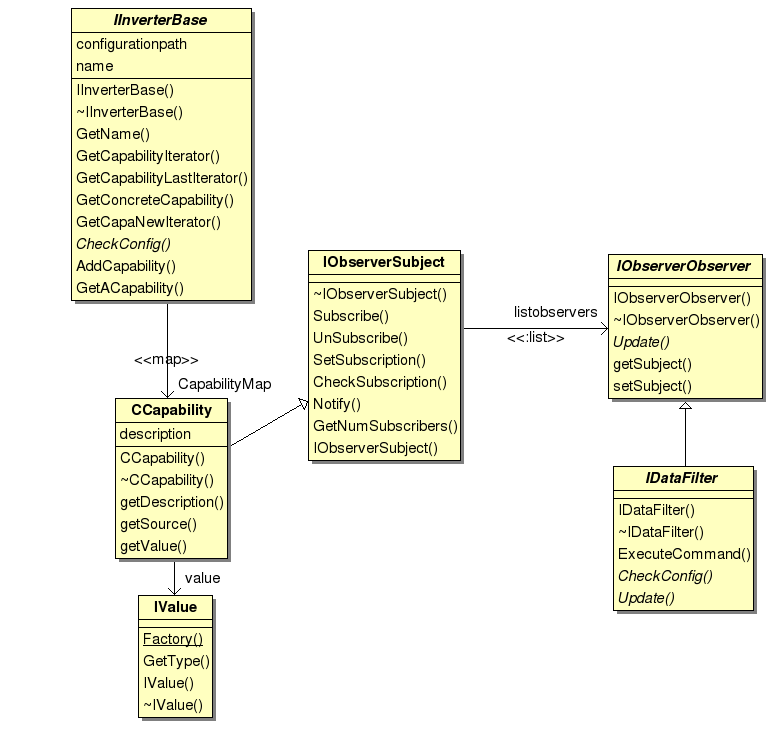 IInverterBase
configurationpath
name
IInverterBase()
~IInverterBase()
GetName()
GetCapabilityIterator()
GetCapabilityLastIterator()
GetConcreteCapability()
GetCapaNewIterator()
CheckConfig()
AddCapability()
GetACapability()
<<map>>
CapabilityMap
CCapability
description
CCapability()
~CCapability()
getDescription()
getSource()
getValue()
value
IValue
Factory()
GetType()
IValue()
~IValue()
IObserverSubject
~IObserverSubject()
Subscribe()
UnSubscribe()
SetSubscription()
CheckSubscription()
Notify()
GetNumSubscribers()
IObserverSubject()
listobservers
<<:list>>
IObserverObserver
IObserverObserver()
~IObserverObserver()
Update()
getSubject()
setSubject()
IDataFilter
IDataFilter()
~IDataFilter()
ExecuteCommand()
CheckConfig()
Update()